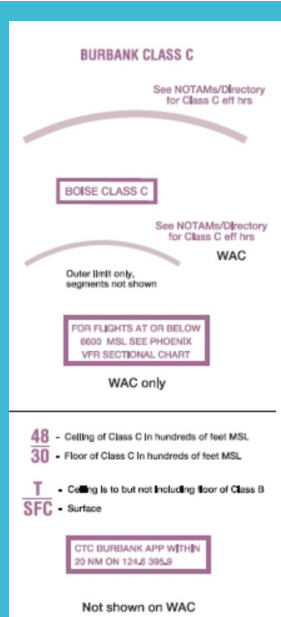 BURBANK CLASS C
See NOTAMs/Directory
for Class C eff hrs
BOISE CLASS C
See NOTAMs/Directory
for Class C eff hrs
WAC
Outer limit only,
segments not shown
FOR FLIGHTS AT OR BELOW
6600 MSL SEE PHOENIX
VFR SECTIONAL CHART
WAC only
48 - Ceiling of Class C in hundreds of feet MSL
30 - Floor of Class C in hundreds of feet MSL
T - Ceiling is to but not including floor of Class B
SFC - Surface
CTC BURBANK APP WITHIN
20 NM ON 124.6 395.9
Not shown on WAC